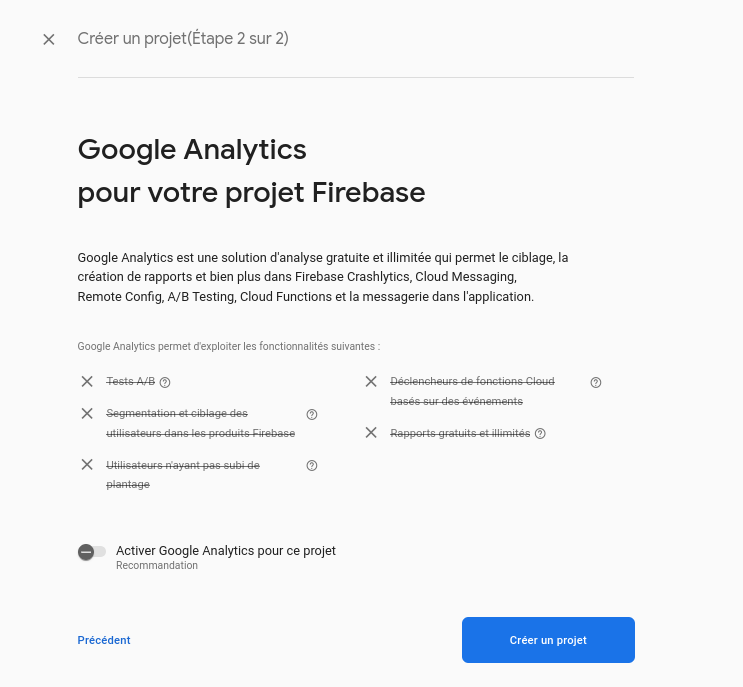 Créer un projet(Étape 2 sur 2)
Google Analytics
pour votre projet Firebase
Google Analytics est une solution d'analyse gratuite et illimitée qui permet le ciblage, la
création de rapports et bien plus dans Firebase Crashlytics, Cloud Messaging,
Remote Config, A/B Testing, Cloud Functions et la messagerie dans l'application.
Google Analytics permet d'exploiter les fonctionnalités suivantes :
Tests A/B
Segmentation et ciblage des
utilisateurs dans les produits Firebase
Utilisateurs n'ayant pas subi de
plantage
Déclencheurs de fonctions Cloud
basés sur des événements
Rapports gratuits et illimités
Activer Google Analytics pour ce projet
Recommandation
Précédent
Créer un projet